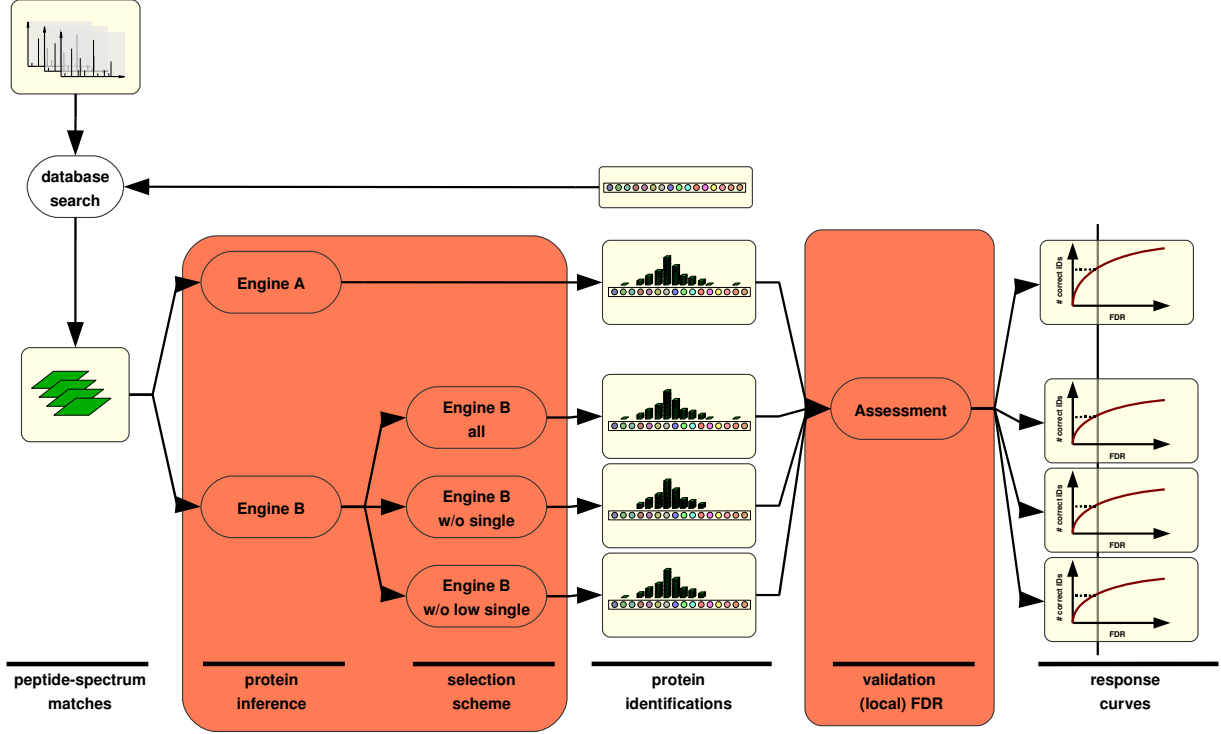 database
search
Engine A
# correct IDs
FDR
Engine B
all
Assessment
# correct IDs
FDR
Engine B
Engine B
w/o single
# correct IDs
FDR
Engine B
w/o low single
# correct IDs
FDR
peptide-spectrum
matches
protein
inference
selection
scheme
protein
identifications
validation
(local) FDR
response
curves